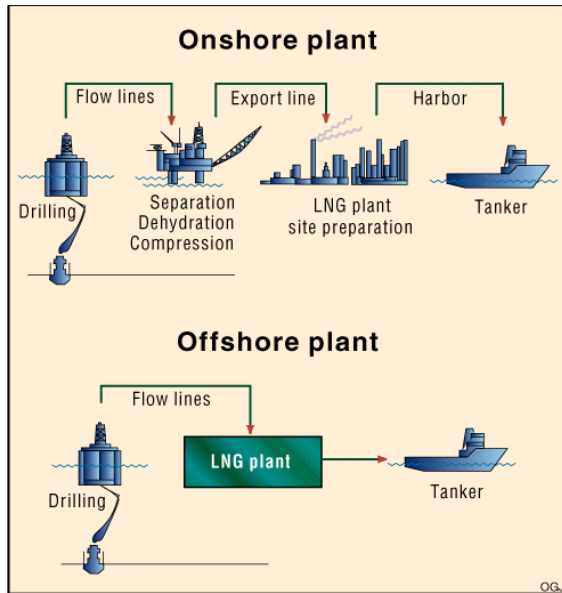 Onshore plant
Flow lines
Export line
Harbor
Drilling
Separation
Dehydration
Compression
LNG plant
site preparation
Tanker
Offshore plant
Flow lines
LNG plant
Drilling
Tanker